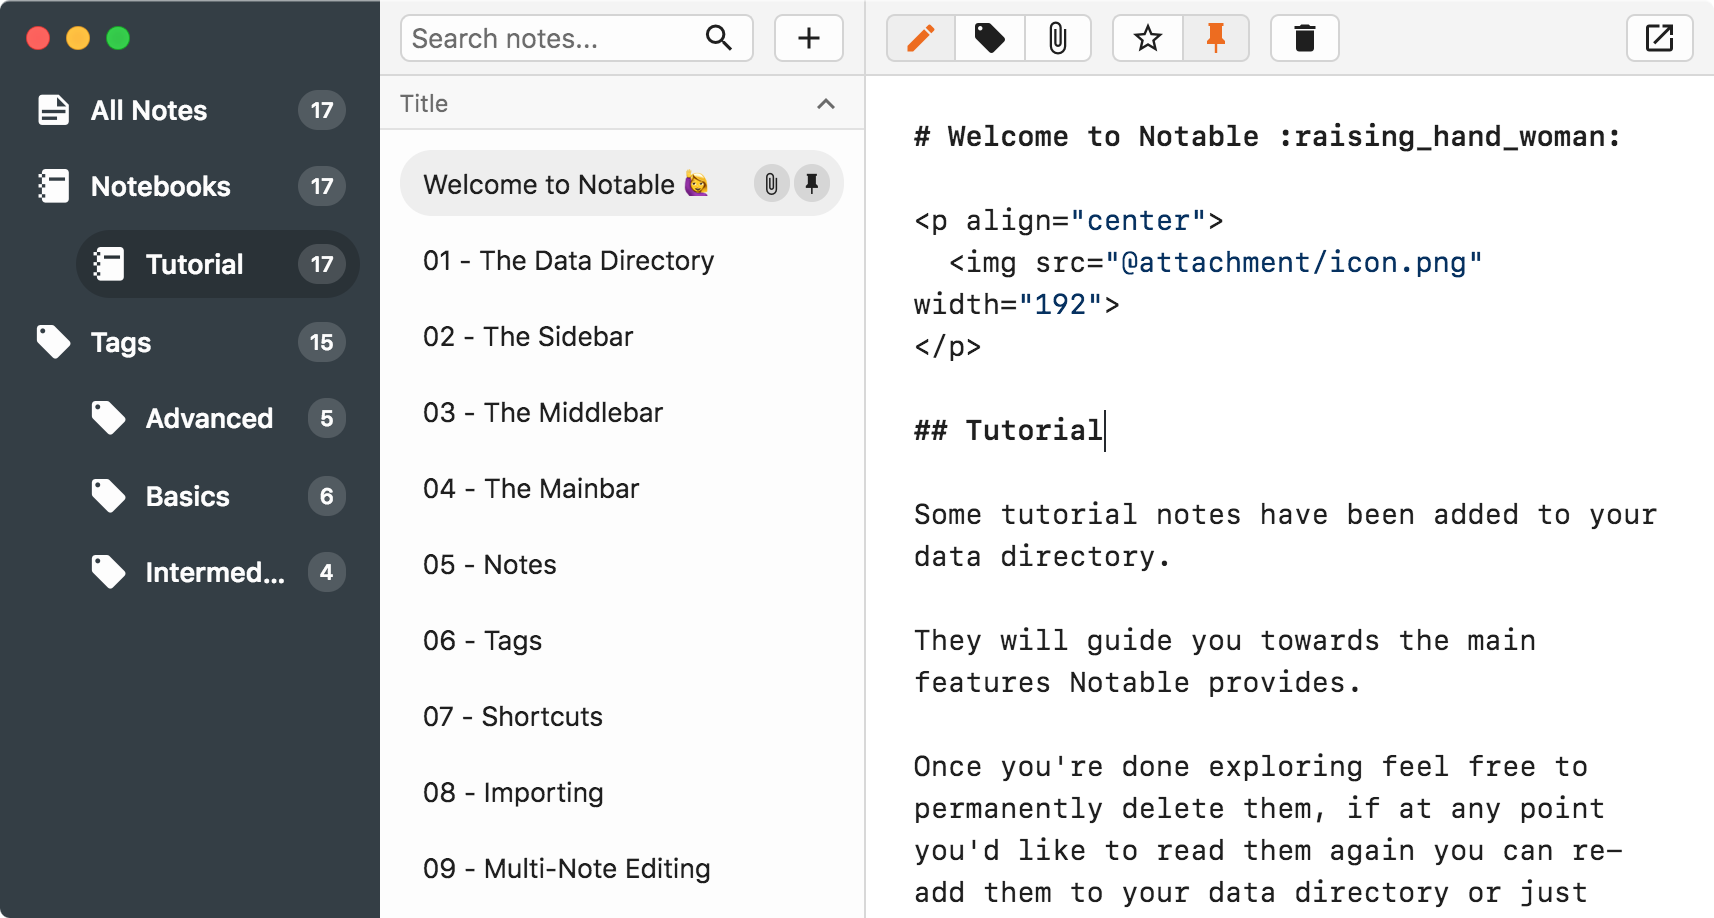 All Notes 17
Notebooks 17
Tutorial 17
Tags 15
Advanced 5
Basics 6
Intermed... 4
Search notes...
Title
Welcome to Notable 🙋‍♀️
01 - The Data Directory
02 - The Sidebar
03 - The Middlebar
04 - The Mainbar
05 - Notes
06 - Tags
07 - Shortcuts
08 - Importing
09 - Multi-Note Editing
# Welcome to Notable :raising_hand_woman:
<p align="center">
<img src="@attachment/icon.png"
width="192">
</p>
## Tutorial
Some tutorial notes have been added to your
data directory.
They will guide you towards the main
features Notable provides.
Once you're done exploring feel free to
permanently delete them, if at any point
you'd like to read them again you can re-
add them to your data directory or just